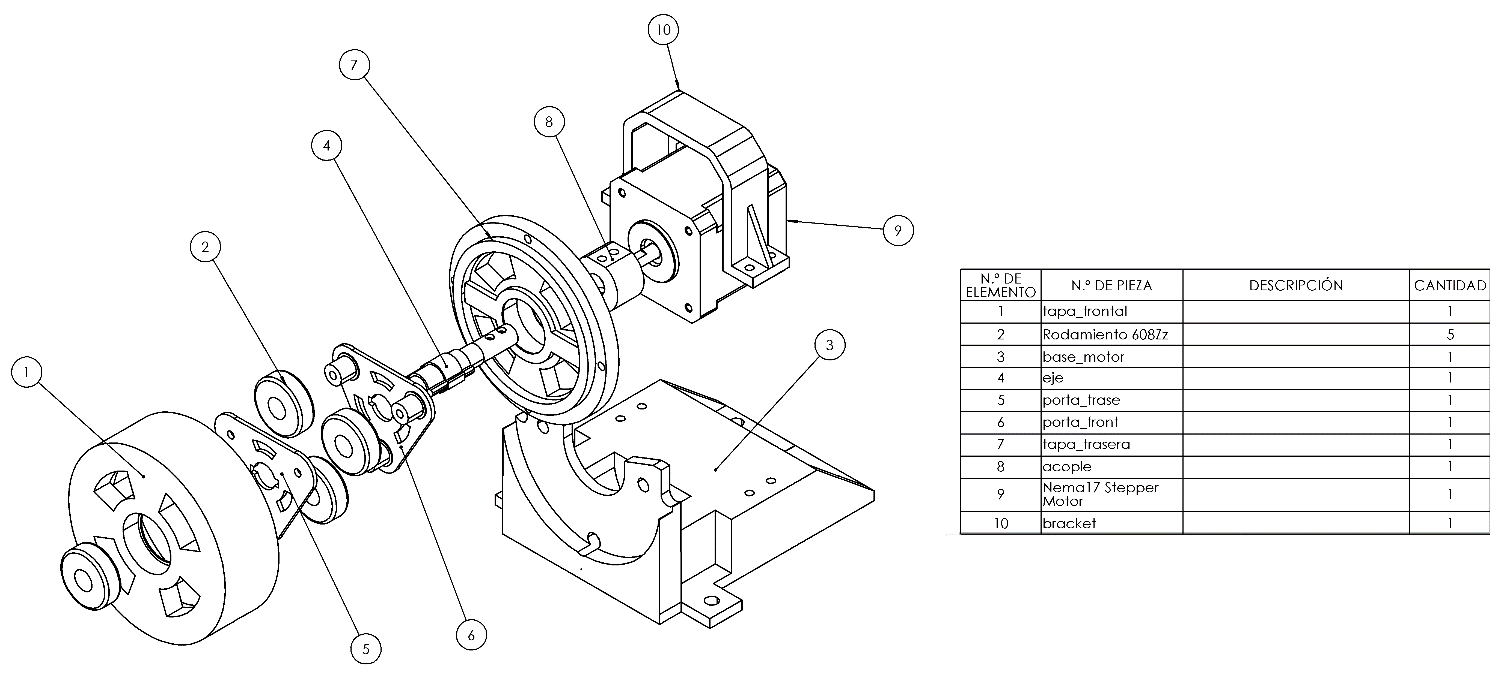 10
7
8
4
9
2
3
1
6
5
N.º DE ELEMENTO N.º DE PIEZA DESCRIPCIÓN CANTIDAD
1 tapa_frontal 1
2 Rodamiento 608Zz 5
3 base_motor 1
4 eje 1
5 porta_trase 1
6 porta_front 1
7 tapa_trasera 1
8 acople 1
9 Nema17 Stepper Motor 1
10 bracket 1